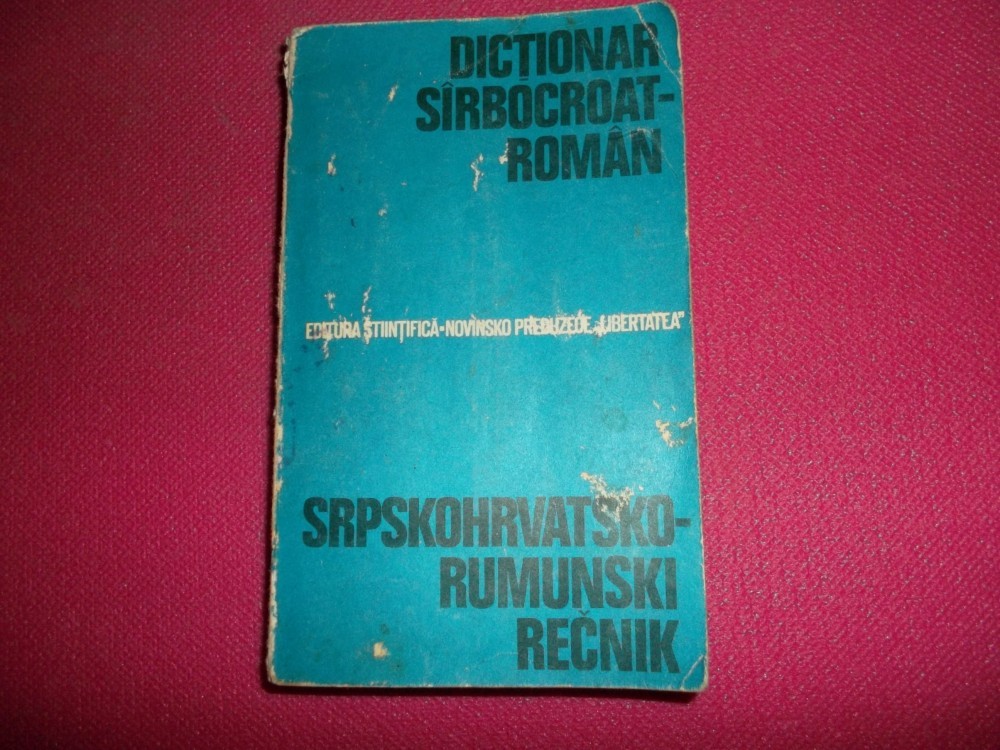 DICȚIONAR
SÎRBOCROAT-
ROMÂN
EDITURA ȘTIINȚIFICĂ•NOVINSKO PREDUZEĆE „LIBERTATEA”
SRPSKOHRVATSKO-
RUMUNSKI
REČNIK